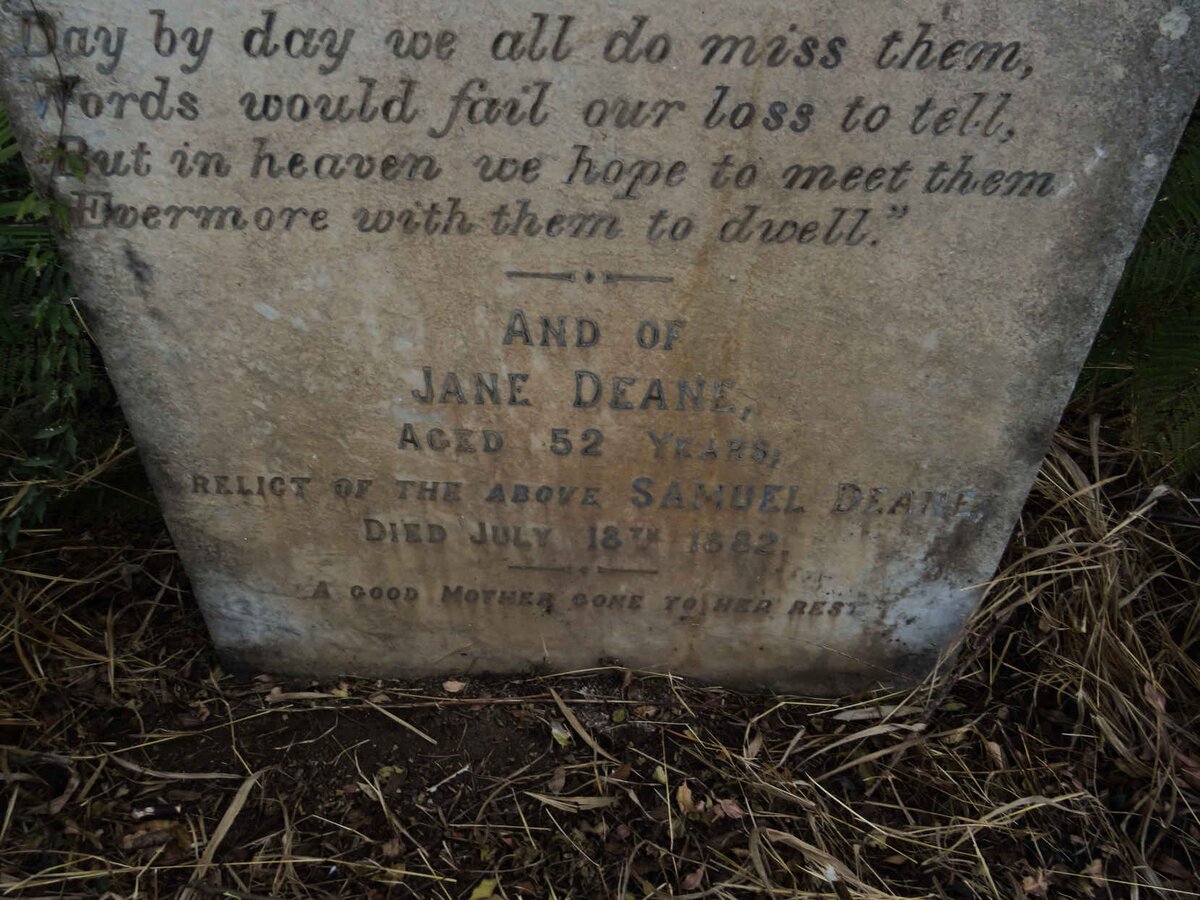 Day by day we all do miss them,
Words would fail our loss to tell,
But in heaven we hope to meet them
Evermore with them to dwell."
AND OF
JANE DEANE,
AGED 52 YEARS,
RELICT OF THE ABOVE SAMUEL DEANE,
DIED JULY 18TH 1882.
A GOOD MOTHER GONE TO HER REST